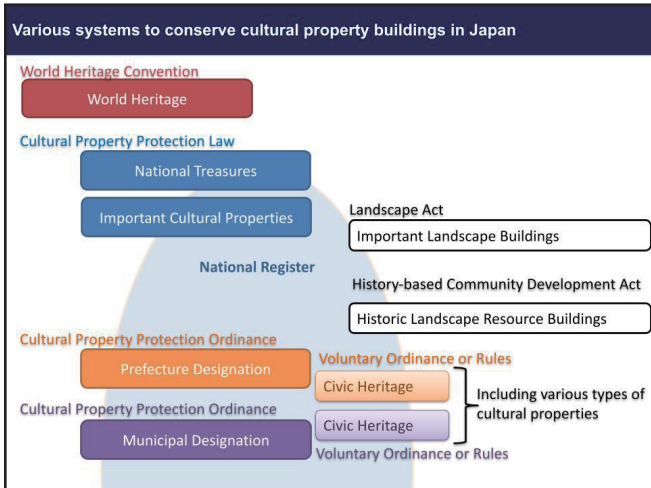 Various systems to conserve cultural property buildings in Japan
World Heritage Convention
World Heritage
Cultural Property Protection Law
National Treasures
Important Cultural Properties
Landscape Act
Important Landscape Buildings
National Register
History-based Community Development Act
Historic Landscape Resource Buildings
Cultural Property Protection Ordinance
Prefecture Designation
Voluntary Ordinance or Rules
Civic Heritage
Including various types of
cultural properties
Cultural Property Protection Ordinance
Municipal Designation
Civic Heritage
Voluntary Ordinance or Rules